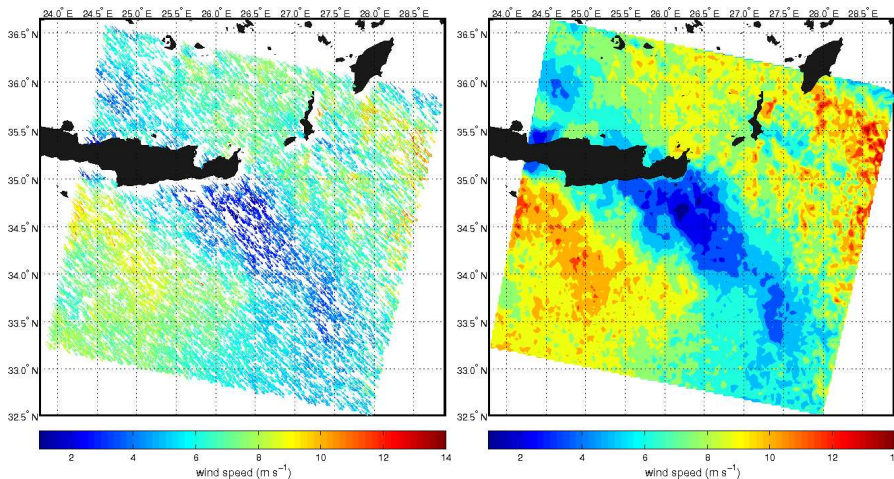 24.0°E 24.5°E 25.0°E 25.5°E 26.0°E 26.5°E 27.0°E 27.5°E 28.0°E 28.5°E
24.0°E 24.5°E 25.0°E 25.5°E 26.0°E 26.5°E 27.0°E 27.5°E 28.0°E 28.5°E
36.5°N 36.5°N
36.0°N 36.0°N
35.5°N 35.5°N
35.0°N 35.0°N
34.5°N 34.5°N
34.0°N 34.0°N
33.5°N 33.5°N
33.0°N 33.0°N
32.5°N 32.5°N
2 4 6 8 10 12 14 2 4 6 8 10 12
wind speed (m s⁻¹) wind speed (m s⁻¹)